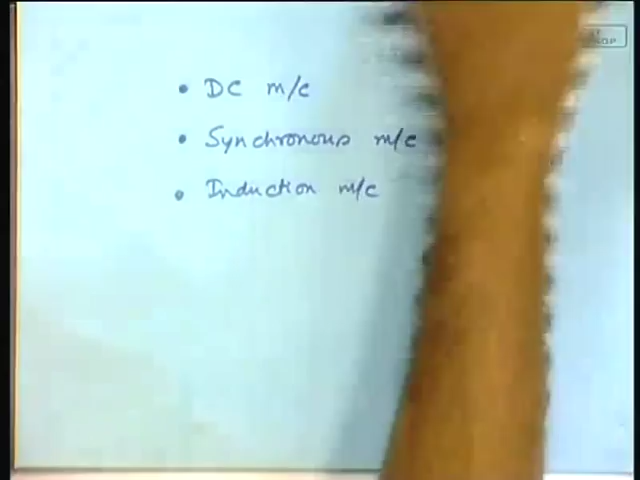 • DC m/c
• Synchronous m/c
• Induction m/c